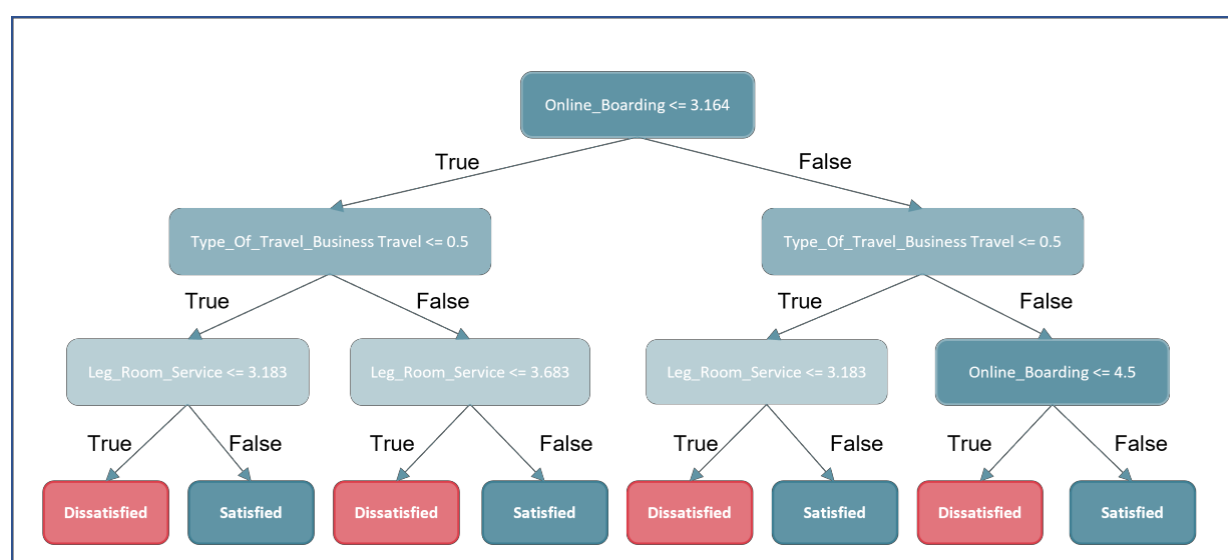 Online_Boarding <= 3.164
True
False
Type_Of_Travel_Business Travel <= 0.5
Type_Of_Travel_Business Travel <= 0.5
True
False
True
False
Leg_Room_Service <= 3.183
Leg_Room_Service <= 3.683
Leg_Room_Service <= 3.183
Online_Boarding <= 4.5
True
False
True
False
True
False
True
False
Dissatisfied
Satisfied
Dissatisfied
Satisfied
Dissatisfied
Satisfied
Dissatisfied
Satisfied